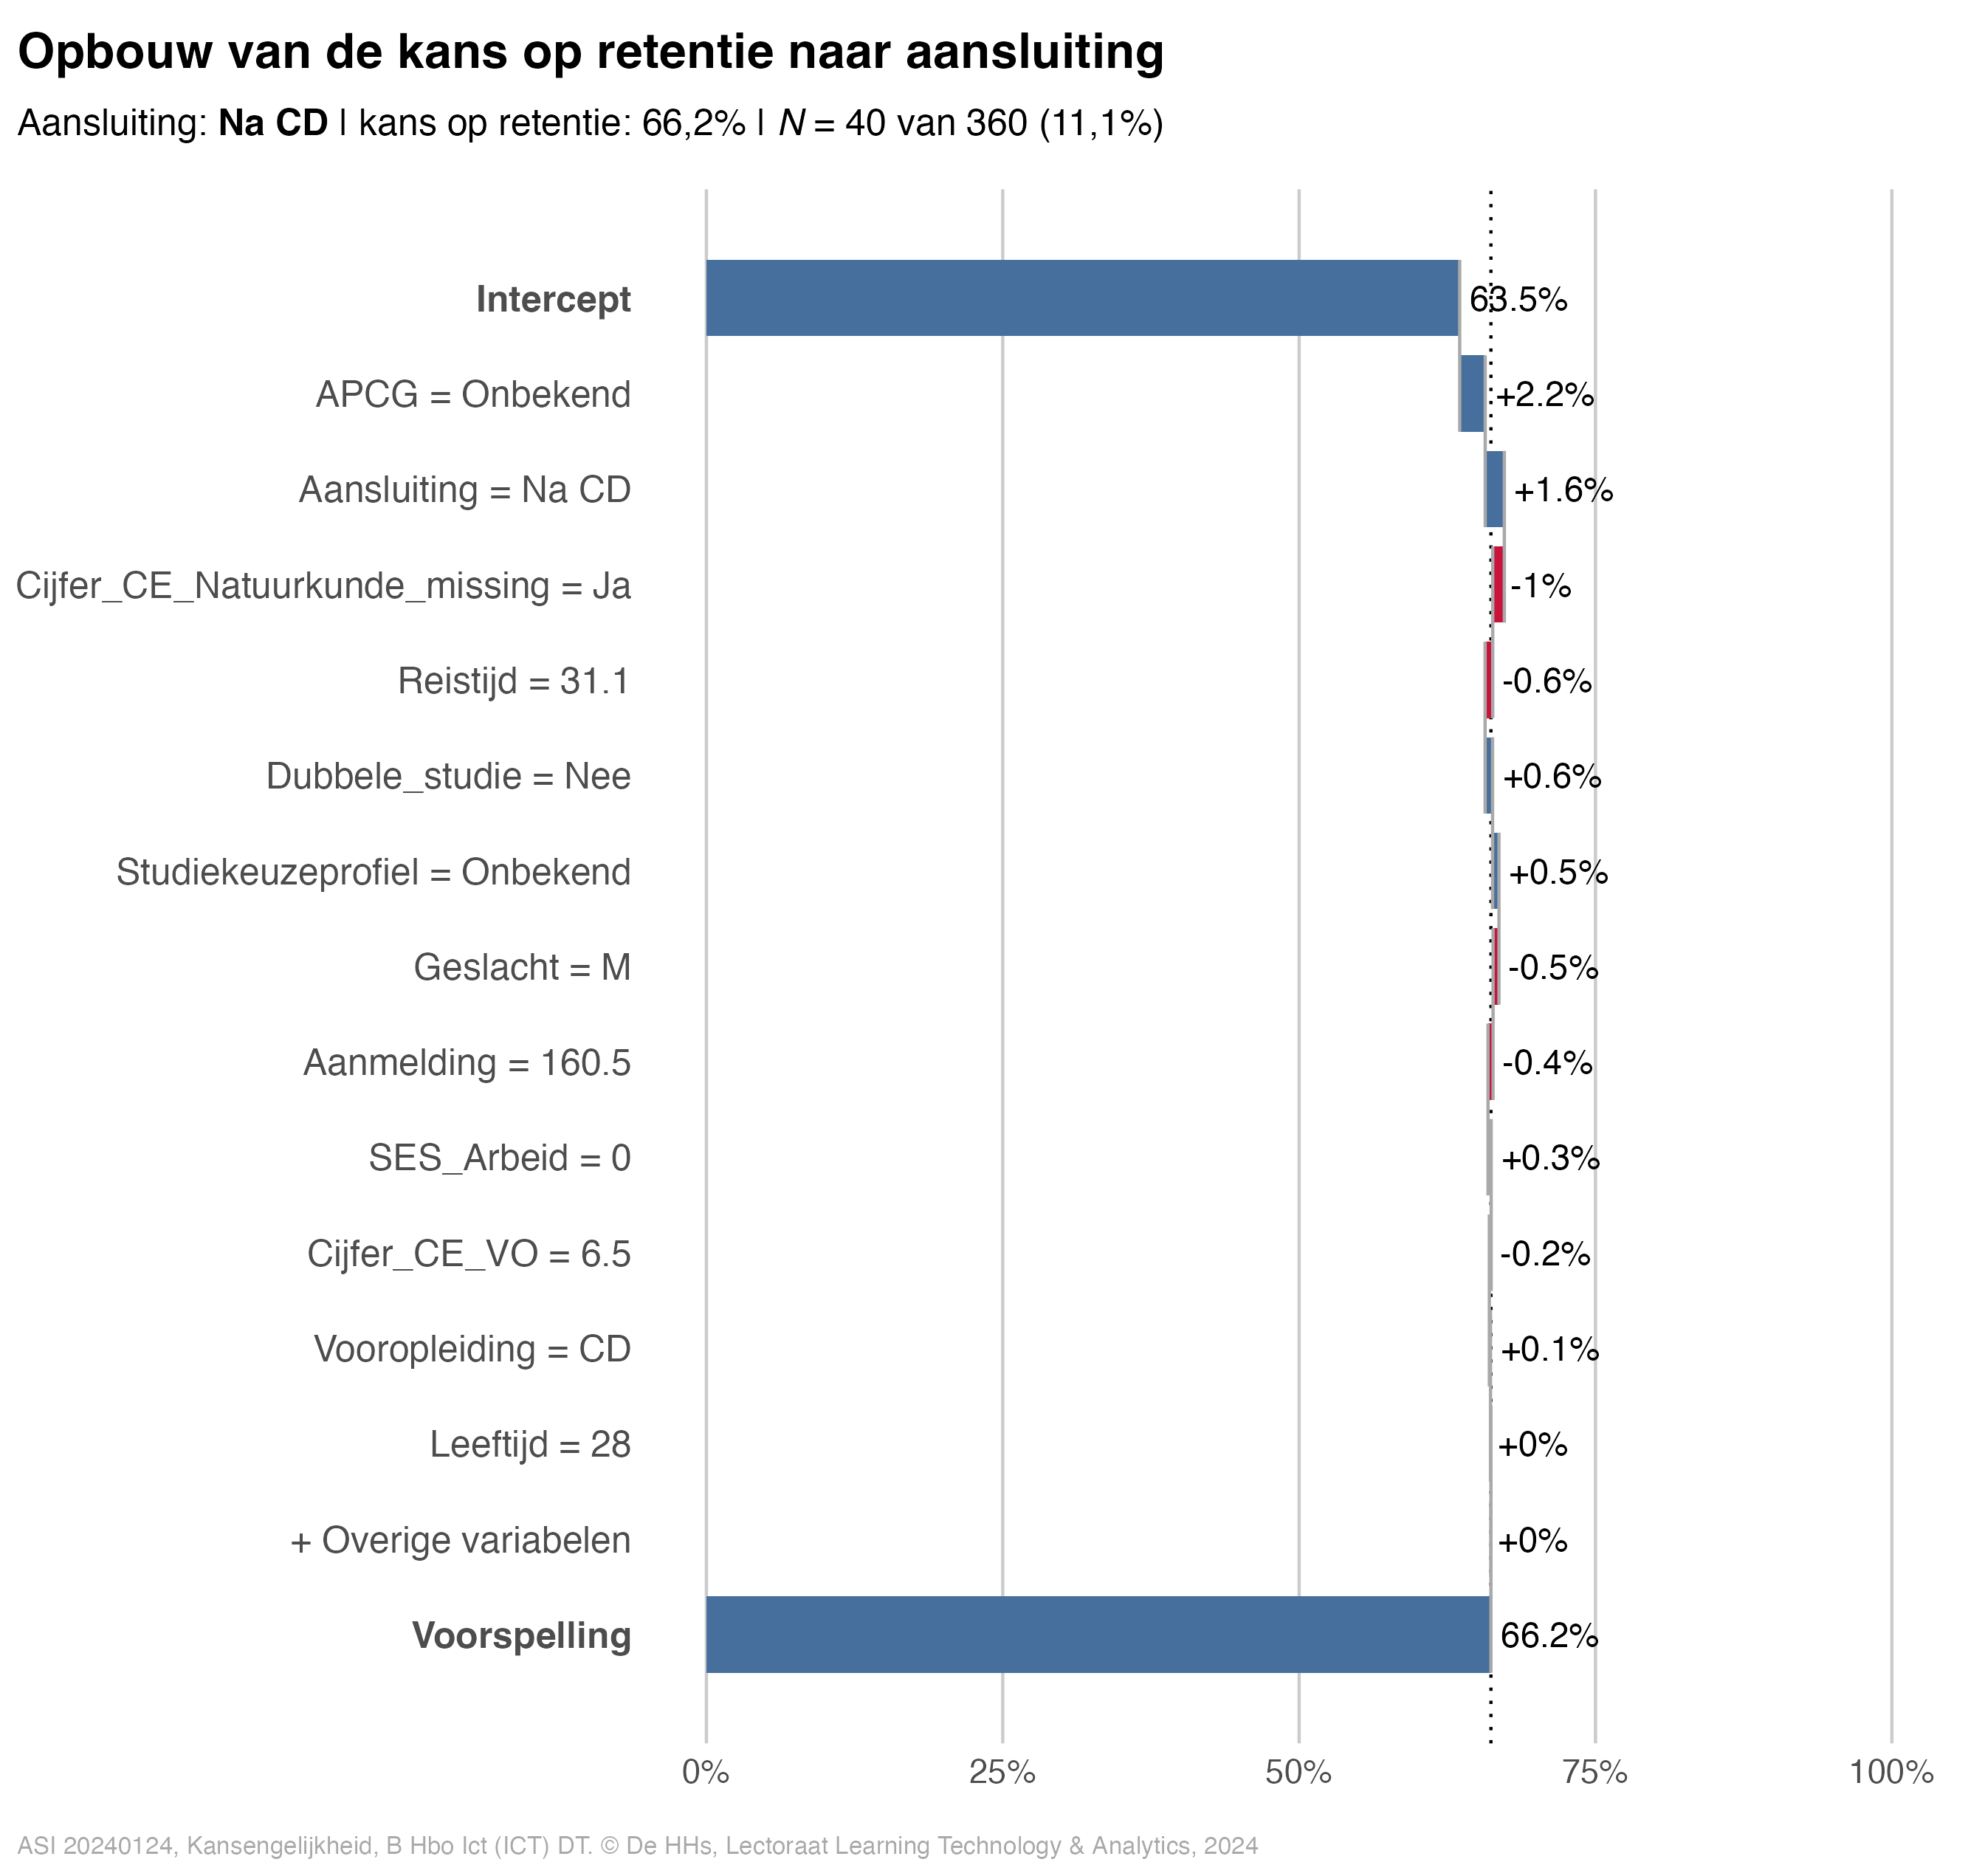 Opbouw van de kans op retentie naar aansluiting
Aansluiting: Na CD | kans op retentie: 66,2% | N = 40 van 360 (11,1%)
Intercept 63.5%
APCG = Onbekend +2.2%
Aansluiting = Na CD +1.6%
Cijfer_CE_Natuurkunde_missing = Ja -1%
Reistijd = 31.1 -0.6%
Dubbele_studie = Nee +0.6%
Studiekeuzeprofiel = Onbekend +0.5%
Geslacht = M -0.5%
Aanmelding = 160.5 -0.4%
SES_Arbeid = 0 +0.3%
Cijfer_CE_VO = 6.5 -0.2%
Vooropleiding = CD +0.1%
Leeftijd = 28 +0%
+ Overige variabelen +0%
Voorspelling 66.2%
0% 25% 50% 75% 100%
ASI 20240124, Kansengelijkheid, B Hbo Ict (ICT) DT. © De HHs, Lectoraat Learning Technology & Analytics, 2024